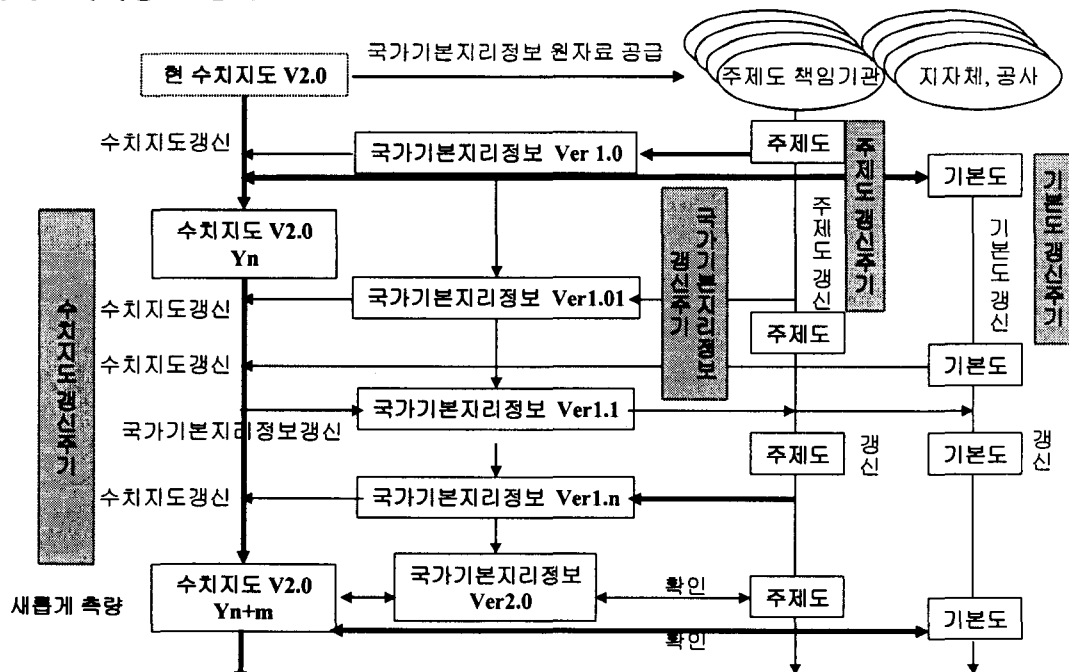 국가기본지리정보 원자료 공급
현 수치지도 V2.0
주제도 책임기관
지자체, 공사
수치지도갱신
국가기본지리정보 Ver 1.0
주제도
주제도 갱신주기
기본도
기본도 갱신주기
수치지도 V2.0
Yn
국가기본지리정보
갱신주기
주제도 갱신
기본도 갱신
수치지도갱신주기
수치지도갱신
국가기본지리정보 Ver1.01
주제도
수치지도갱신
기본도
국가기본자리정보 Ver1.1
국가기본지리정보갱신
주제도
갱신
기본도
갱신
수치지도갱신
국가기본지리정보 Ver1.n
새롭게 측량
수치지도 V2.0
Yn+m
국가기본지리정보
Ver2.0
확인
주제도
확인
기본도